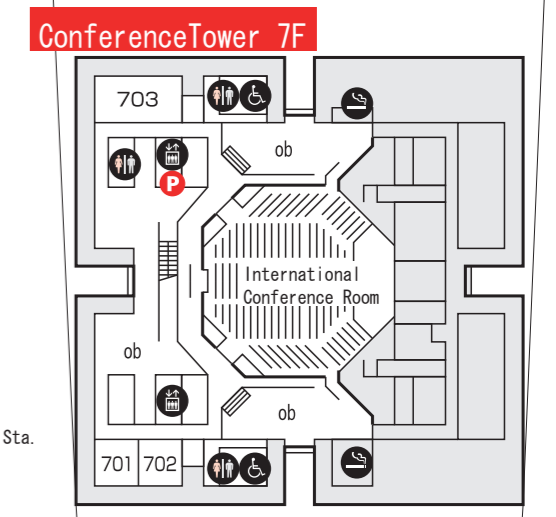 ConferenceTower 7F
703
ob
P
International
Conference Room
ob
ob
Sta.
701 702